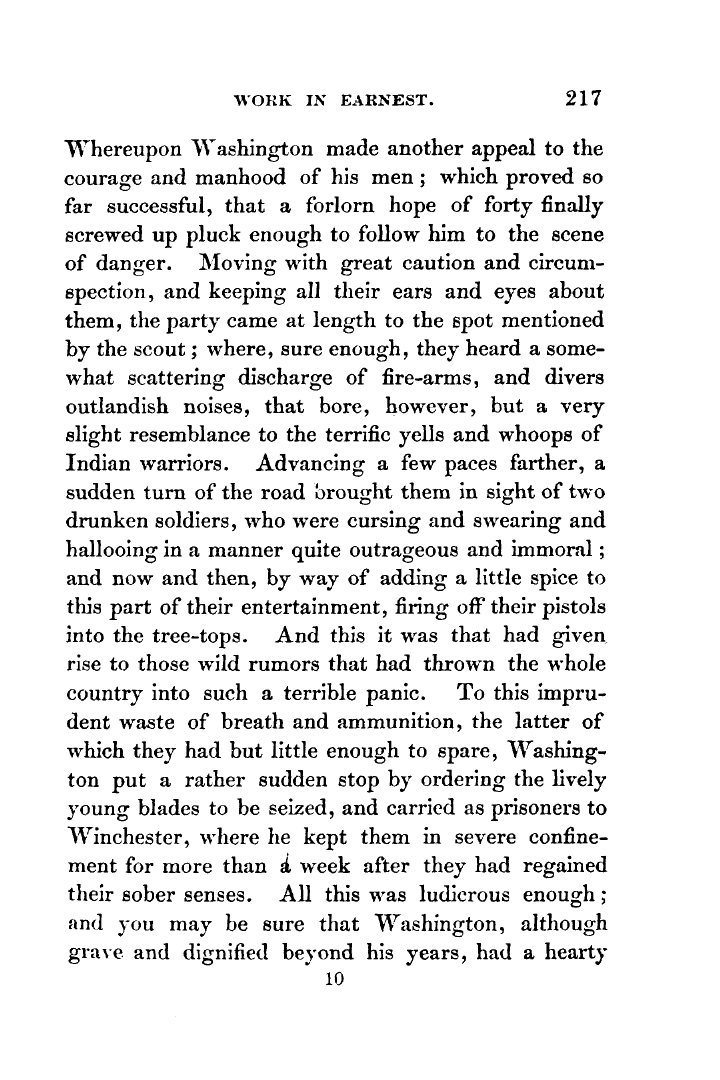 WORK IN EARNEST. 217
Whereupon Washington made another appeal to the
courage and manhood of his men ; which proved so
far successful, that a forlorn hope of forty finally
screwed up pluck enough to follow him to the scene
of danger. Moving with great caution and circum-
spection, and keeping all their ears and eyes about
them, the party came at length to the spot mentioned
by the scout ; where, sure enough, they heard a some-
what scattering discharge of fire-arms, and divers
outlandish noises, that bore, however, but a very
slight resemblance to the terrific yells and whoops of
Indian warriors. Advancing a few paces farther, a
sudden turn of the road brought them in sight of two
drunken soldiers, who were cursing and swearing and
hallooing in a manner quite outrageous and immoral ;
and now and then, by way of adding a little spice to
this part of their entertainment, firing off their pistols
into the tree-tops. And this it was that had given
rise to those wild rumors that had thrown the whole
country into such a terrible panic. To this impru-
dent waste of breath and ammunition, the latter of
which they had but little enough to spare, Washing-
ton put a rather sudden stop by ordering the lively
young blades to be seized, and carried as prisoners to
Winchester, where he kept them in severe confine-
ment for more than a week after they had regained
their sober senses. All this was ludicrous enough ;
and you may be sure that Washington, although
grave and dignified beyond his years, had a hearty
10